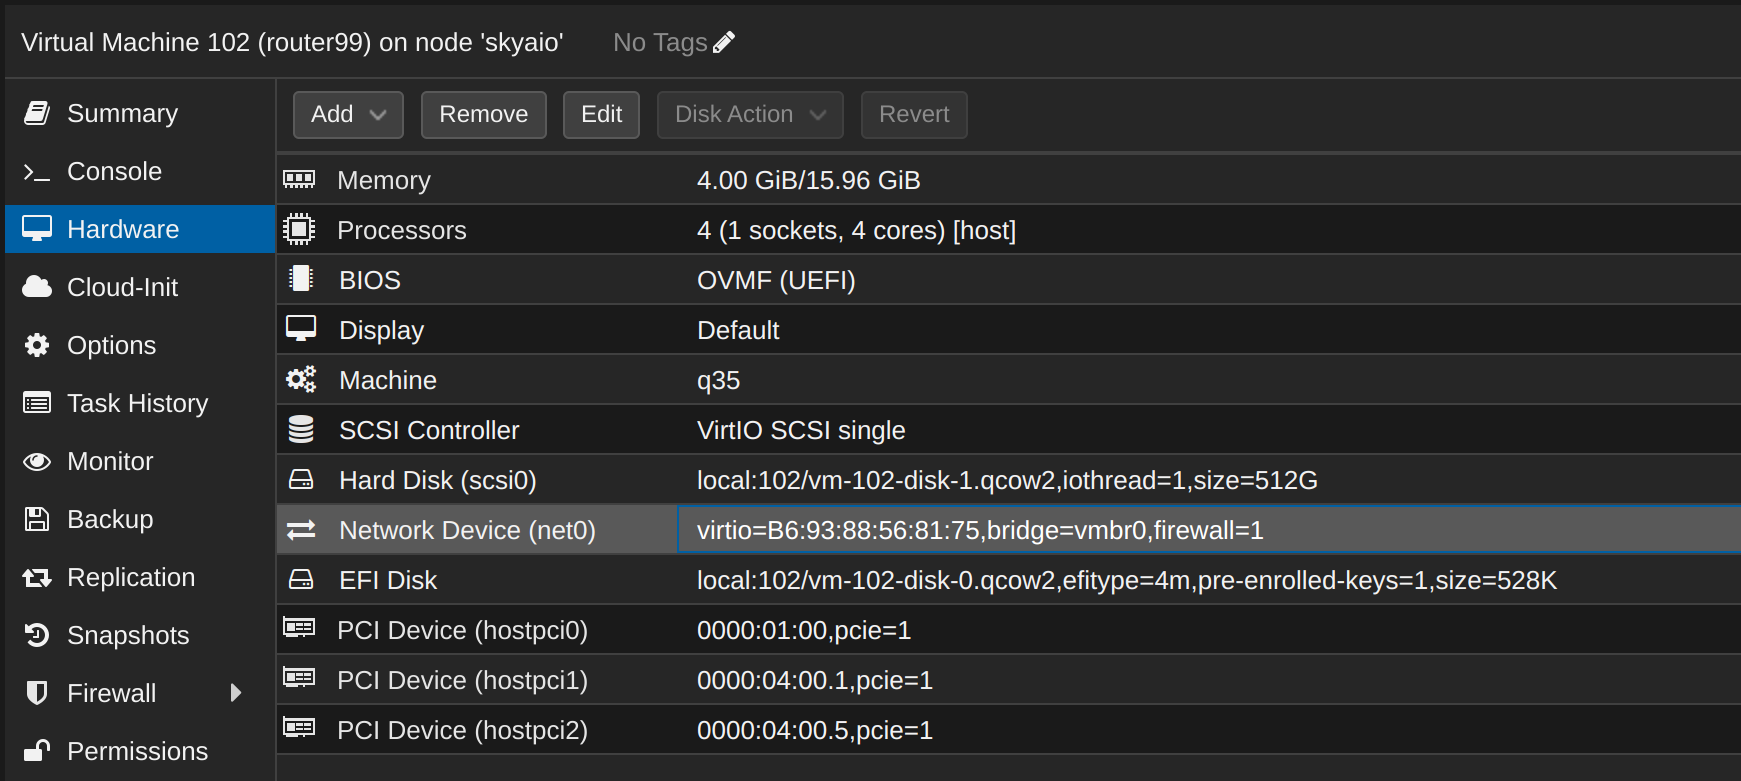 Virtual Machine 102 (router99) on node 'skyaio' No Tags
Summary
Console
Hardware
Cloud-Init
Options
Task History
Monitor
Backup
Replication
Snapshots
Firewall
Permissions
Add Remove Edit Disk Action Revert
Memory 4.00 GiB/15.96 GiB
Processors 4 (1 sockets, 4 cores) [host]
BIOS OVMF (UEFI)
Display Default
Machine q35
SCSI Controller VirtIO SCSI single
Hard Disk (scsi0) local:102/vm-102-disk-1.qcow2,iothread=1,size=512G
Network Device (net0) virtio=B6:93:88:56:81:75,bridge=vmbr0,firewall=1
EFI Disk local:102/vm-102-disk-0.qcow2,efitype=4m,pre-enrolled-keys=1,size=528K
PCI Device (hostpci0) 0000:01:00,pcie=1
PCI Device (hostpci1) 0000:04:00.1,pcie=1
PCI Device (hostpci2) 0000:04:00.5,pcie=1